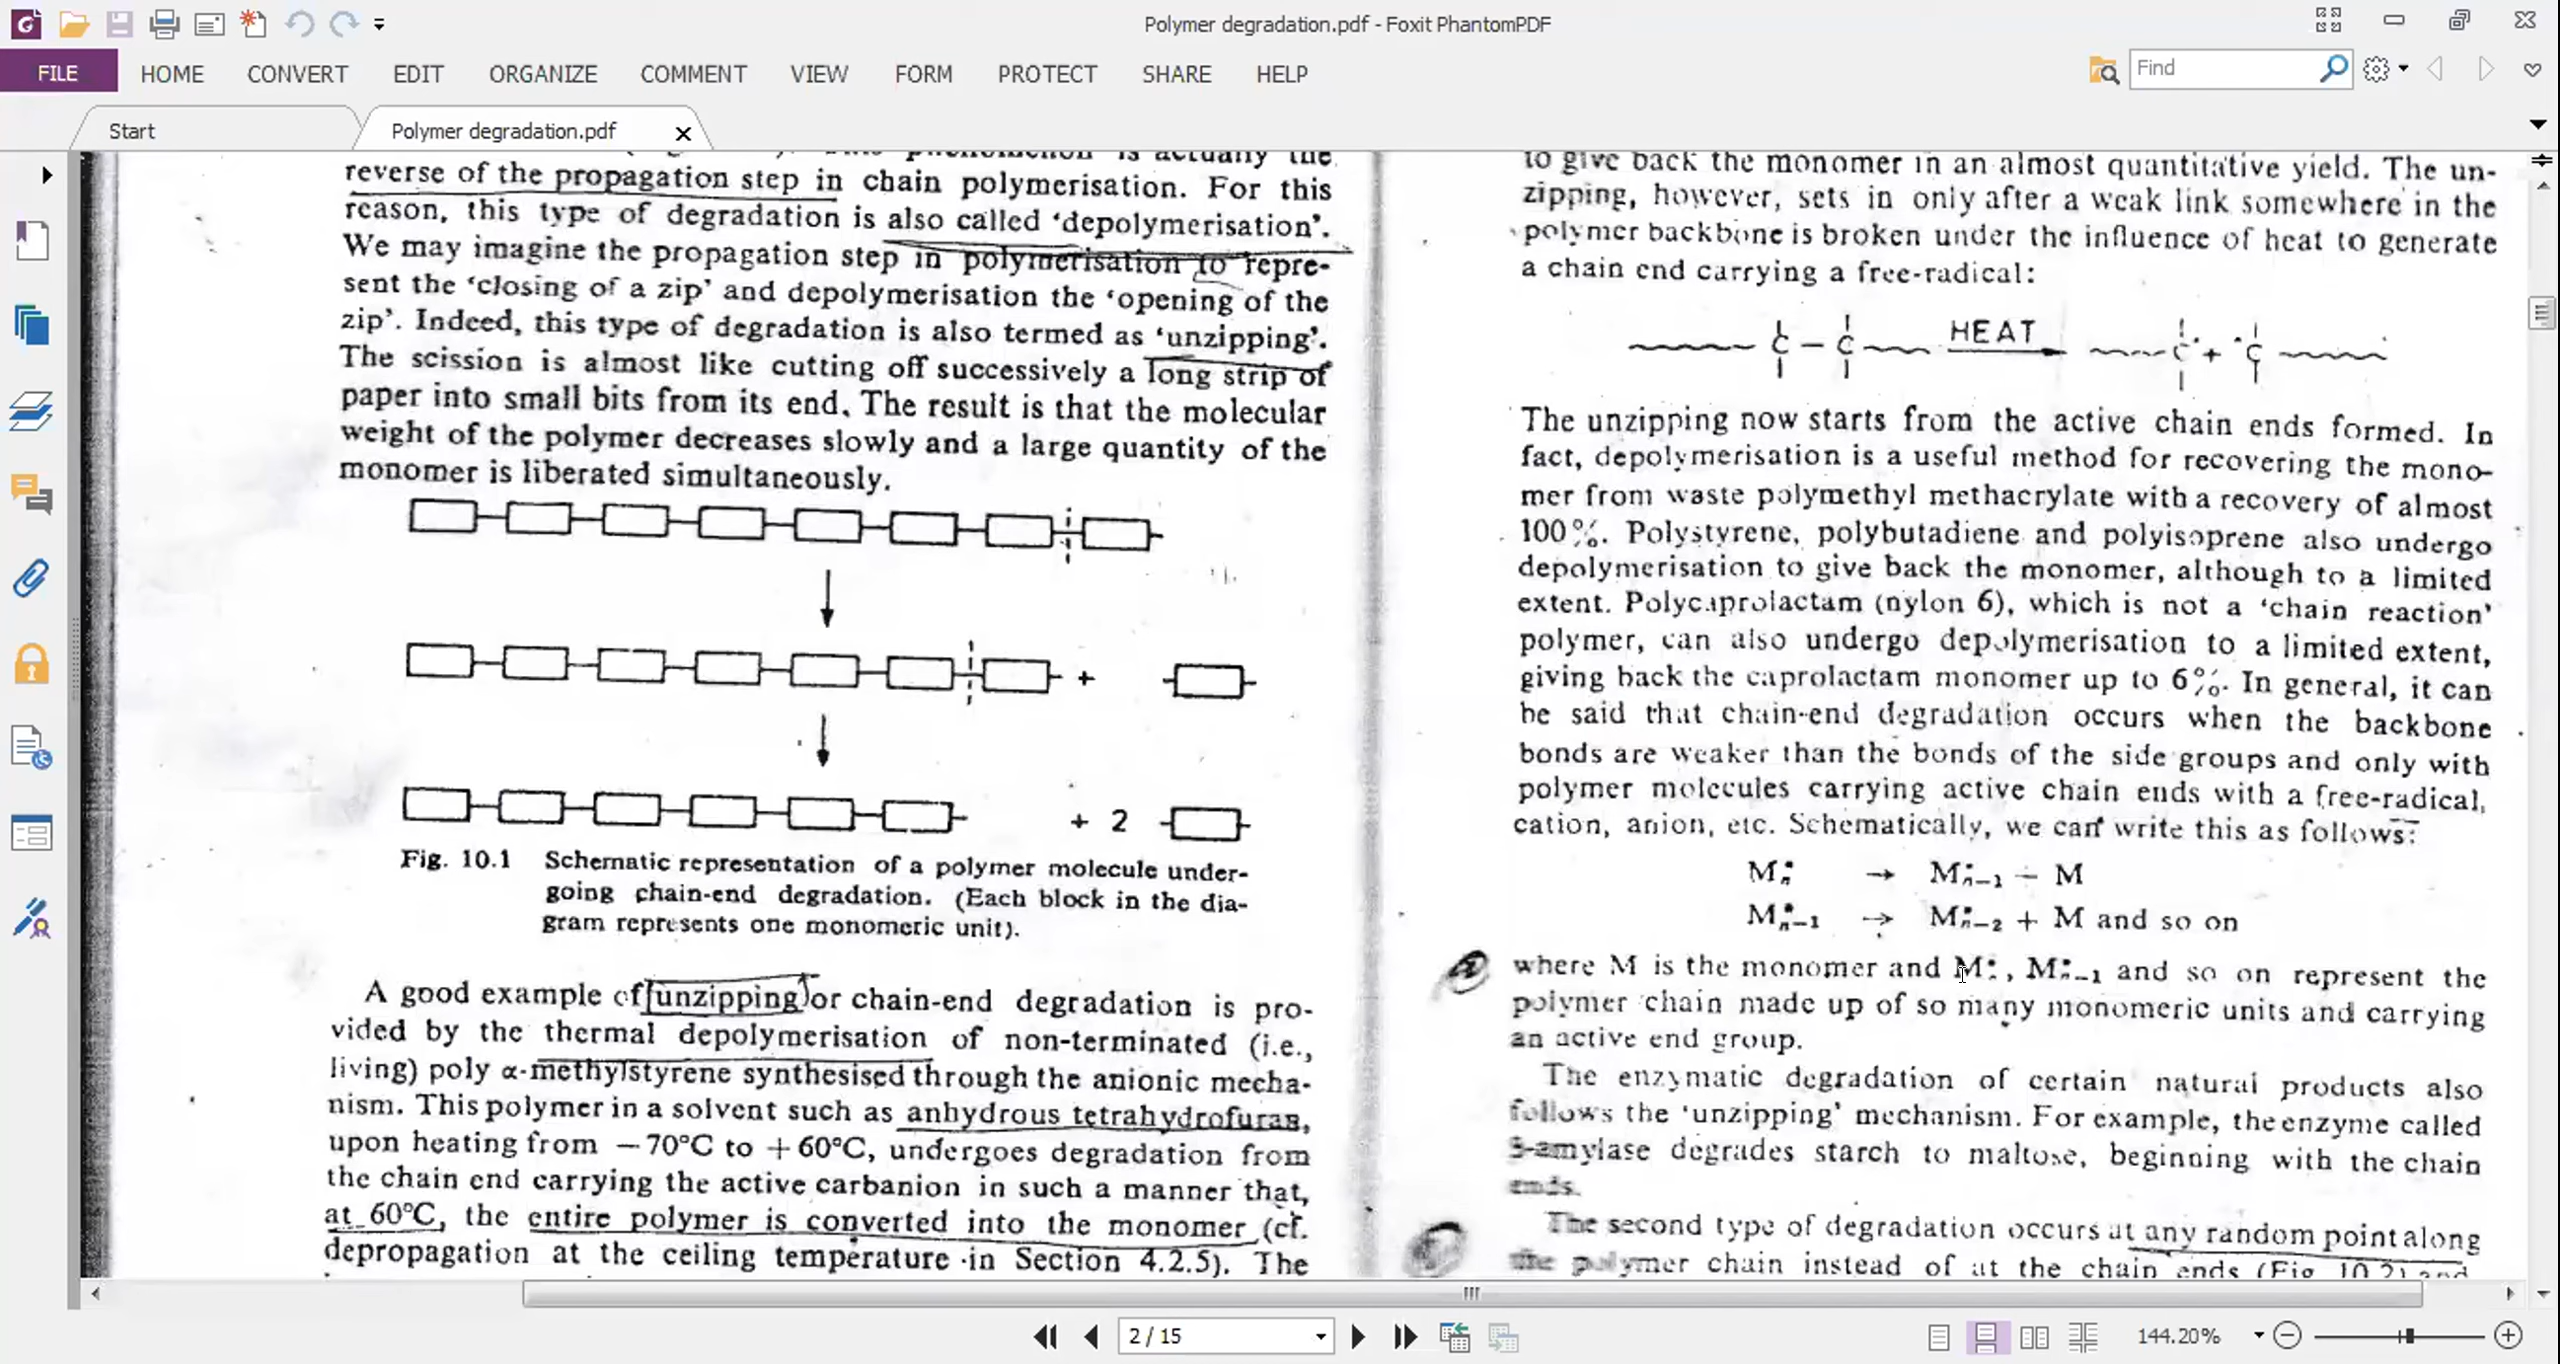 Polymer degradation.pdf - Foxit PhantomPDF
FILE HOME CONVERT EDIT ORGANIZE COMMENT VIEW FORM PROTECT SHARE HELP
Find
Start
Polymer degradation.pdf
is actually the
reverse of the propagation step in chain polymerisation. For this
reason, this type of degradation is also called ‘depolymerisation’.
We may imagine the propagation step in polymerisation to repre-
sent the ‘closing of a zip’ and depolymerisation the ‘opening of the
zip’. Indeed, this type of degradation is also termed as ‘unzipping’.
The scission is almost like cutting off successively a long strip of
paper into small bits from its end. The result is that the molecular
weight of the polymer decreases slowly and a large quantity of the
monomer is liberated simultaneously.
+
+ 2
Fig. 10.1 Schematic representation of a polymer molecule under-
going chain-end degradation. (Each block in the dia-
gram represents one monomeric unit).
A good example of unzipping or chain-end degradation is pro-
vided by the thermal depolymerisation of non-terminated (i.e.,
living) poly α-methylstyrene synthesised through the anionic mecha-
nism. This polymer in a solvent such as anhydrous tetrahydrofuran,
upon heating from −70°C to +60°C, undergoes degradation from
the chain end carrying the active carbanion in such a manner that,
at 60°C, the entire polymer is converted into the monomer (cf.
depropagation at the ceiling temperature in Section 4.2.5). The
to give back the monomer in an almost quantitative yield. The un-
zipping, however, sets in only after a weak link somewhere in the
polymer backbone is broken under the influence of heat to generate
a chain end carrying a free-radical:
C – C HEAT C· + ·C
The unzipping now starts from the active chain ends formed. In
fact, depolymerisation is a useful method for recovering the mono-
mer from waste polymethyl methacrylate with a recovery of almost
100%. Polystyrene, polybutadiene and polyisoprene also undergo
depolymerisation to give back the monomer, although to a limited
extent. Polycaprolactam (nylon 6), which is not a ‘chain reaction’
polymer, can also undergo depolymerisation to a limited extent,
giving back the caprolactam monomer up to 6%. In general, it can
be said that chain-end degradation occurs when the backbone
bonds are weaker than the bonds of the side groups and only with
polymer molecules carrying active chain ends with a free-radical,
cation, anion, etc. Schematically, we can write this as follows:
M*n → M*n−1 − M
M*n−1 → M*n−2 + M and so on
where M is the monomer and M*, M*n−1 and so on represent the
polymer chain made up of so many monomeric units and carrying
an active end group.
The enzymatic degradation of certain natural products also
follows the ‘unzipping’ mechanism. For example, the enzyme called
β-amylase degrades starch to maltose, beginning with the chain
ends.
The second type of degradation occurs at any random point along
the polymer chain instead of at the chain ends (Fig. 10.2) and
2 / 15
144.20%